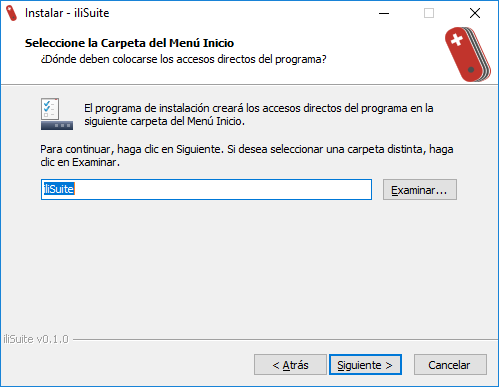 Instalar - iliSuite
Seleccione la Carpeta del Menú Inicio
¿Dónde deben colocarse los accesos directos del programa?
El programa de instalación creará los accesos directos del programa en la
siguiente carpeta del Menú Inicio.
Para continuar, haga clic en Siguiente. Si desea seleccionar una carpeta distinta, haga
clic en Examinar.
iliSuite
Examinar...
iliSuite v0.1.0
< Atrás
Siguiente >
Cancelar